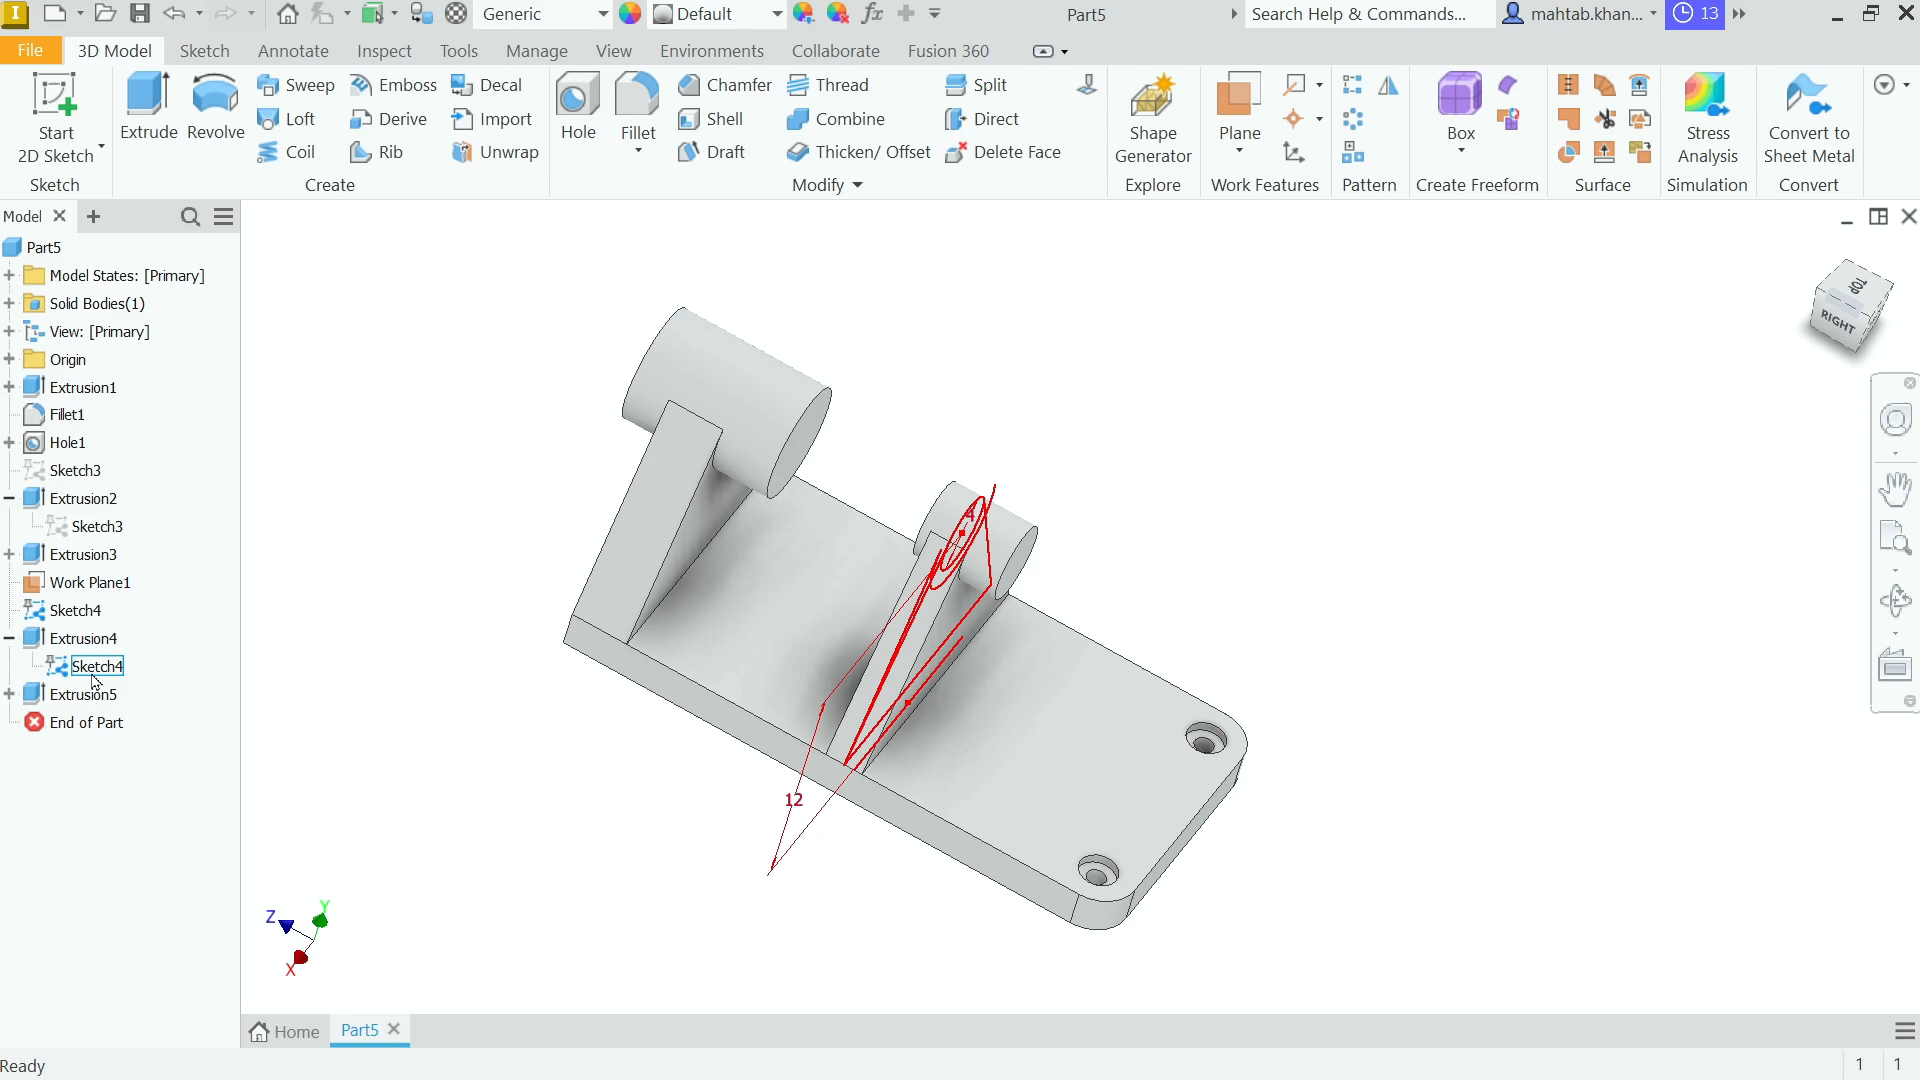 Generic
Default
fx
Part5
Search Help & Commands...
mahtab.khan...
13
File
3D Model
Sketch
Annotate
Inspect
Tools
Manage
View
Environments
Collaborate
Fusion 360
Start
2D Sketch
Sketch
Extrude
Revolve
Sweep
Loft
Coil
Emboss
Derive
Rib
Decal
Import
Unwrap
Create
Hole
Fillet
Chamfer
Shell
Draft
Thread
Combine
Thicken/ Offset
Split
Direct
Delete Face
Modify
Shape
Generator
Explore
Plane
Work Features
Pattern
Box
Create Freeform
Surface
Stress
Analysis
Simulation
Convert to
Sheet Metal
Convert
Model
Part5
Model States: [Primary]
Solid Bodies(1)
View: [Primary]
Origin
Extrusion1
Fillet1
Hole1
Sketch3
Extrusion2
Sketch3
Extrusion3
Work Plane1
Sketch4
Extrusion4
Sketch4
Extrusion5
End of Part
TOP
RIGHT
4
12
Z
Y
X
Home
Part5
Ready
1
1